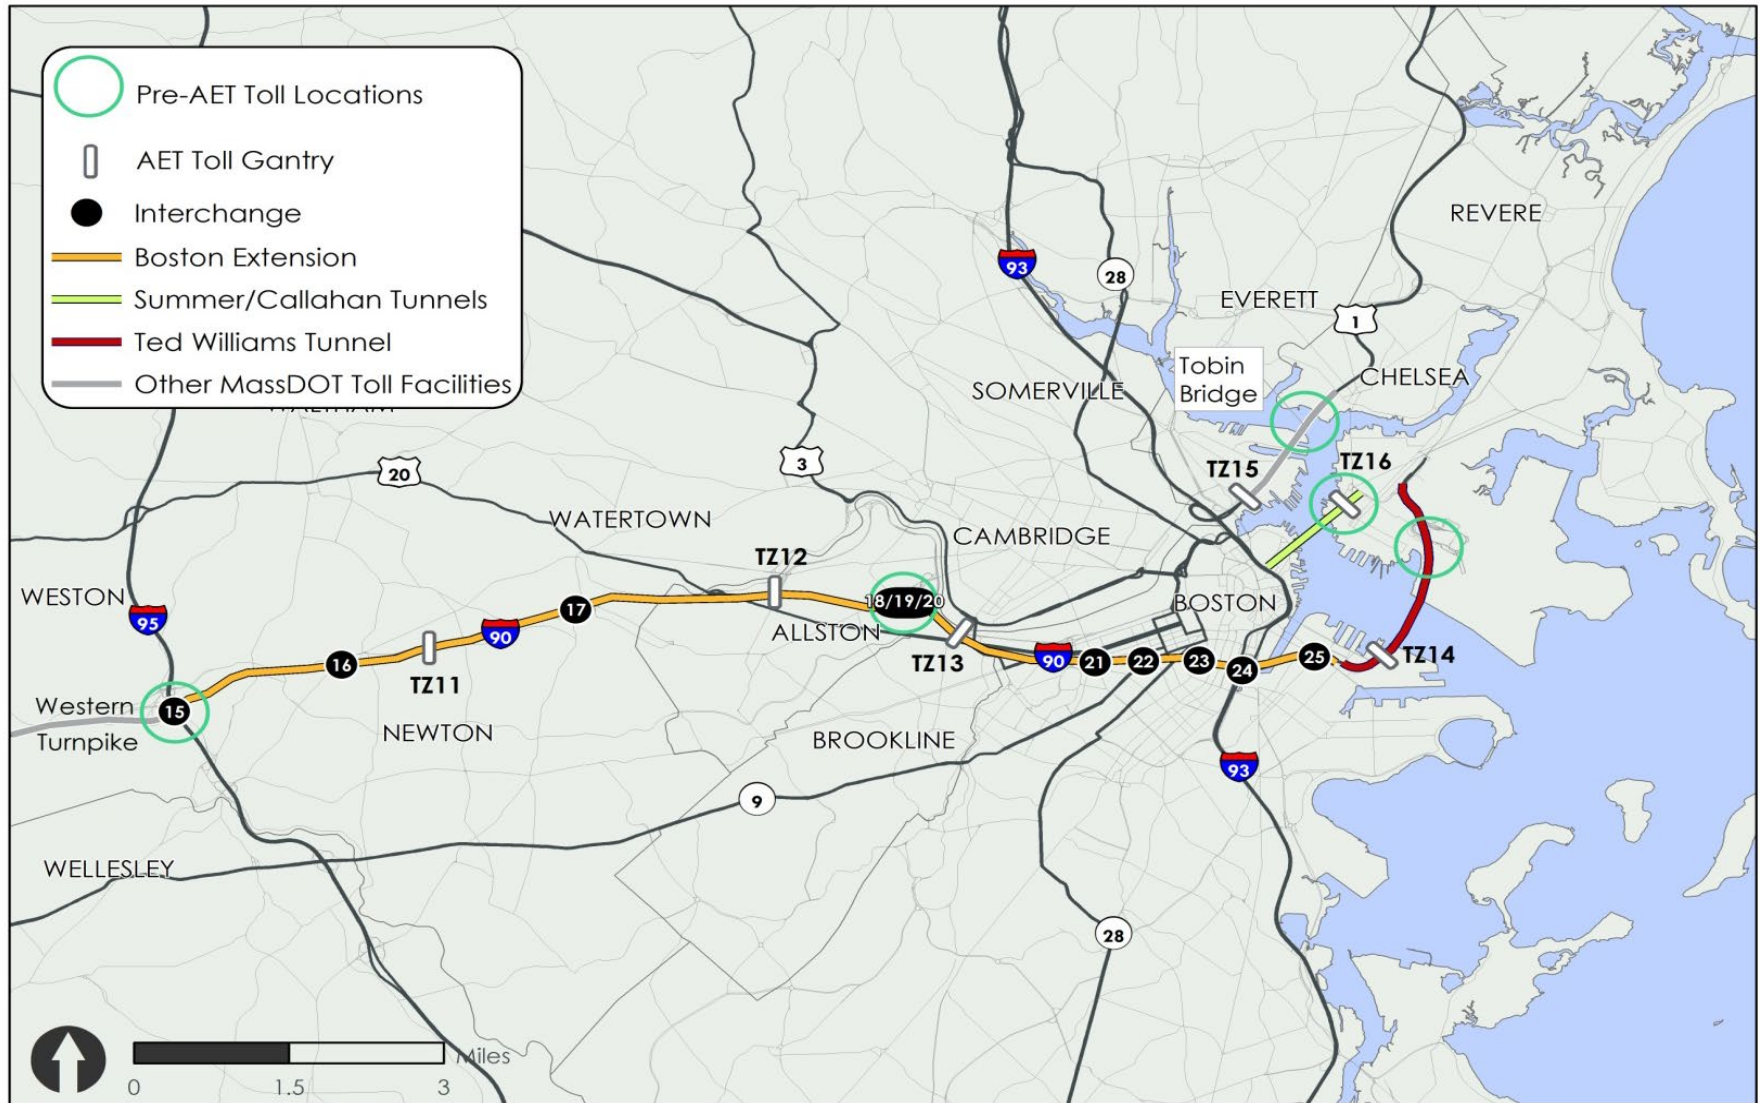 Pre-AET Toll Locations
AET Toll Gantry
Interchange
Boston Extension
Summer/Callahan Tunnels
Ted Williams Tunnel
Other MassDOT Toll Facilities
REVERE
93
28
EVERETT
1
Tobin
Bridge
CHELSEA
SOMERVILLE
3
20
TZ15
TZ16
WATERTOWN
CAMBRIDGE
TZ12
WESTON
95
17
18/19/20
BOSTON
90
ALLSTON
16
TZ11
TZ13
90
21
22
23
24
25
TZ14
Western
Turnpike
15
NEWTON
BROOKLINE
93
9
WELLESLEY
28
Miles
0
1.5
3